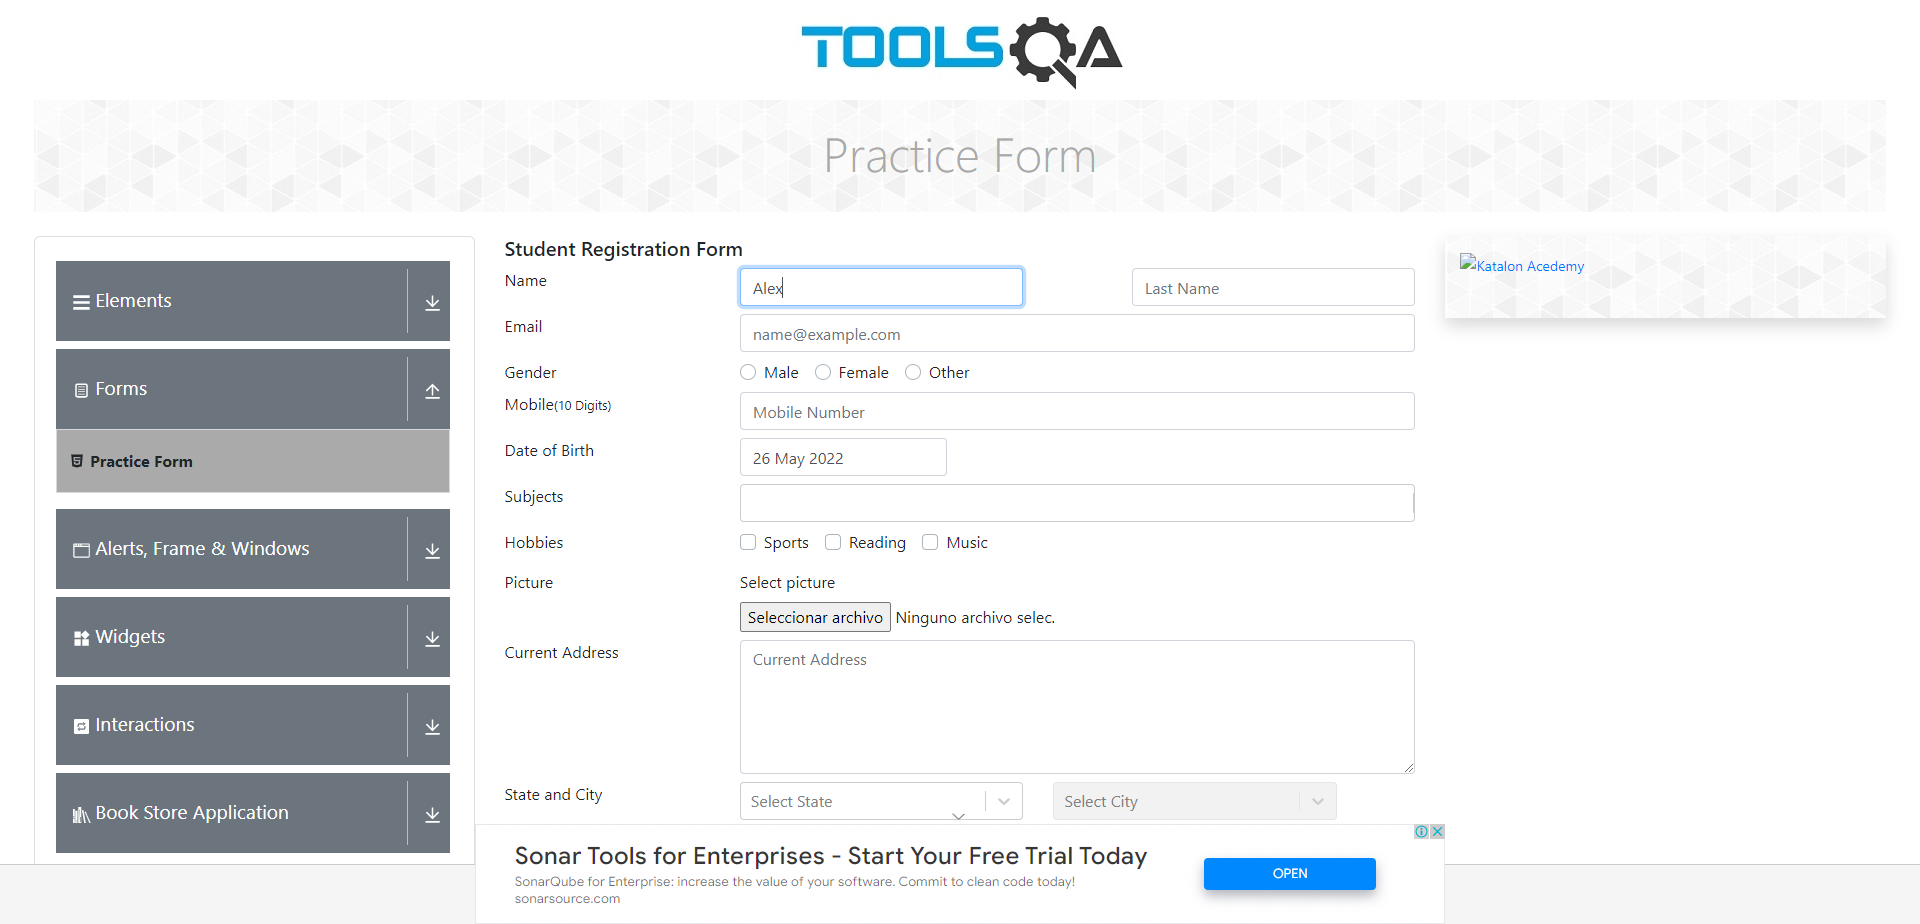 TOOLSQA
Practice Form
Elements
Forms
Practice Form
Alerts, Frame & Windows
Widgets
Interactions
Book Store Application
Student Registration Form
Name Alex Last Name
Email name@example.com
Gender Male Female Other
Mobile(10 Digits) Mobile Number
Date of Birth 26 May 2022
Subjects
Hobbies Sports Reading Music
Picture Select picture
Seleccionar archivo Ninguno archivo selec.
Current Address Current Address
State and City Select State Select City
Katalon Acedemy
Sonar Tools for Enterprises - Start Your Free Trial Today
SonarQube for Enterprise: increase the value of your software. Commit to clean code today!
sonarsource.com
OPEN